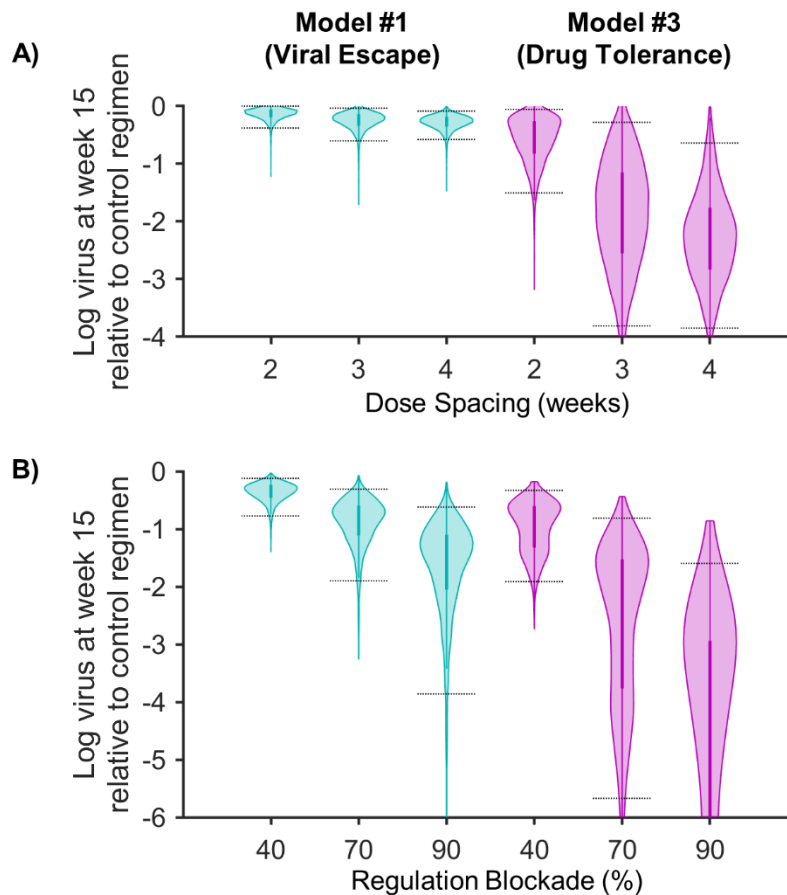 Model #1
(Viral Escape)
Model #3
(Drug Tolerance)
A)
Log virus at week 15
relative to control regimen
0
-1
-2
-3
-4
2 3 4 2 3 4
Dose Spacing (weeks)
B)
Log virus at week 15
relative to control regimen
0
-1
-2
-3
-4
-5
-6
40 70 90 40 70 90
Regulation Blockade (%)